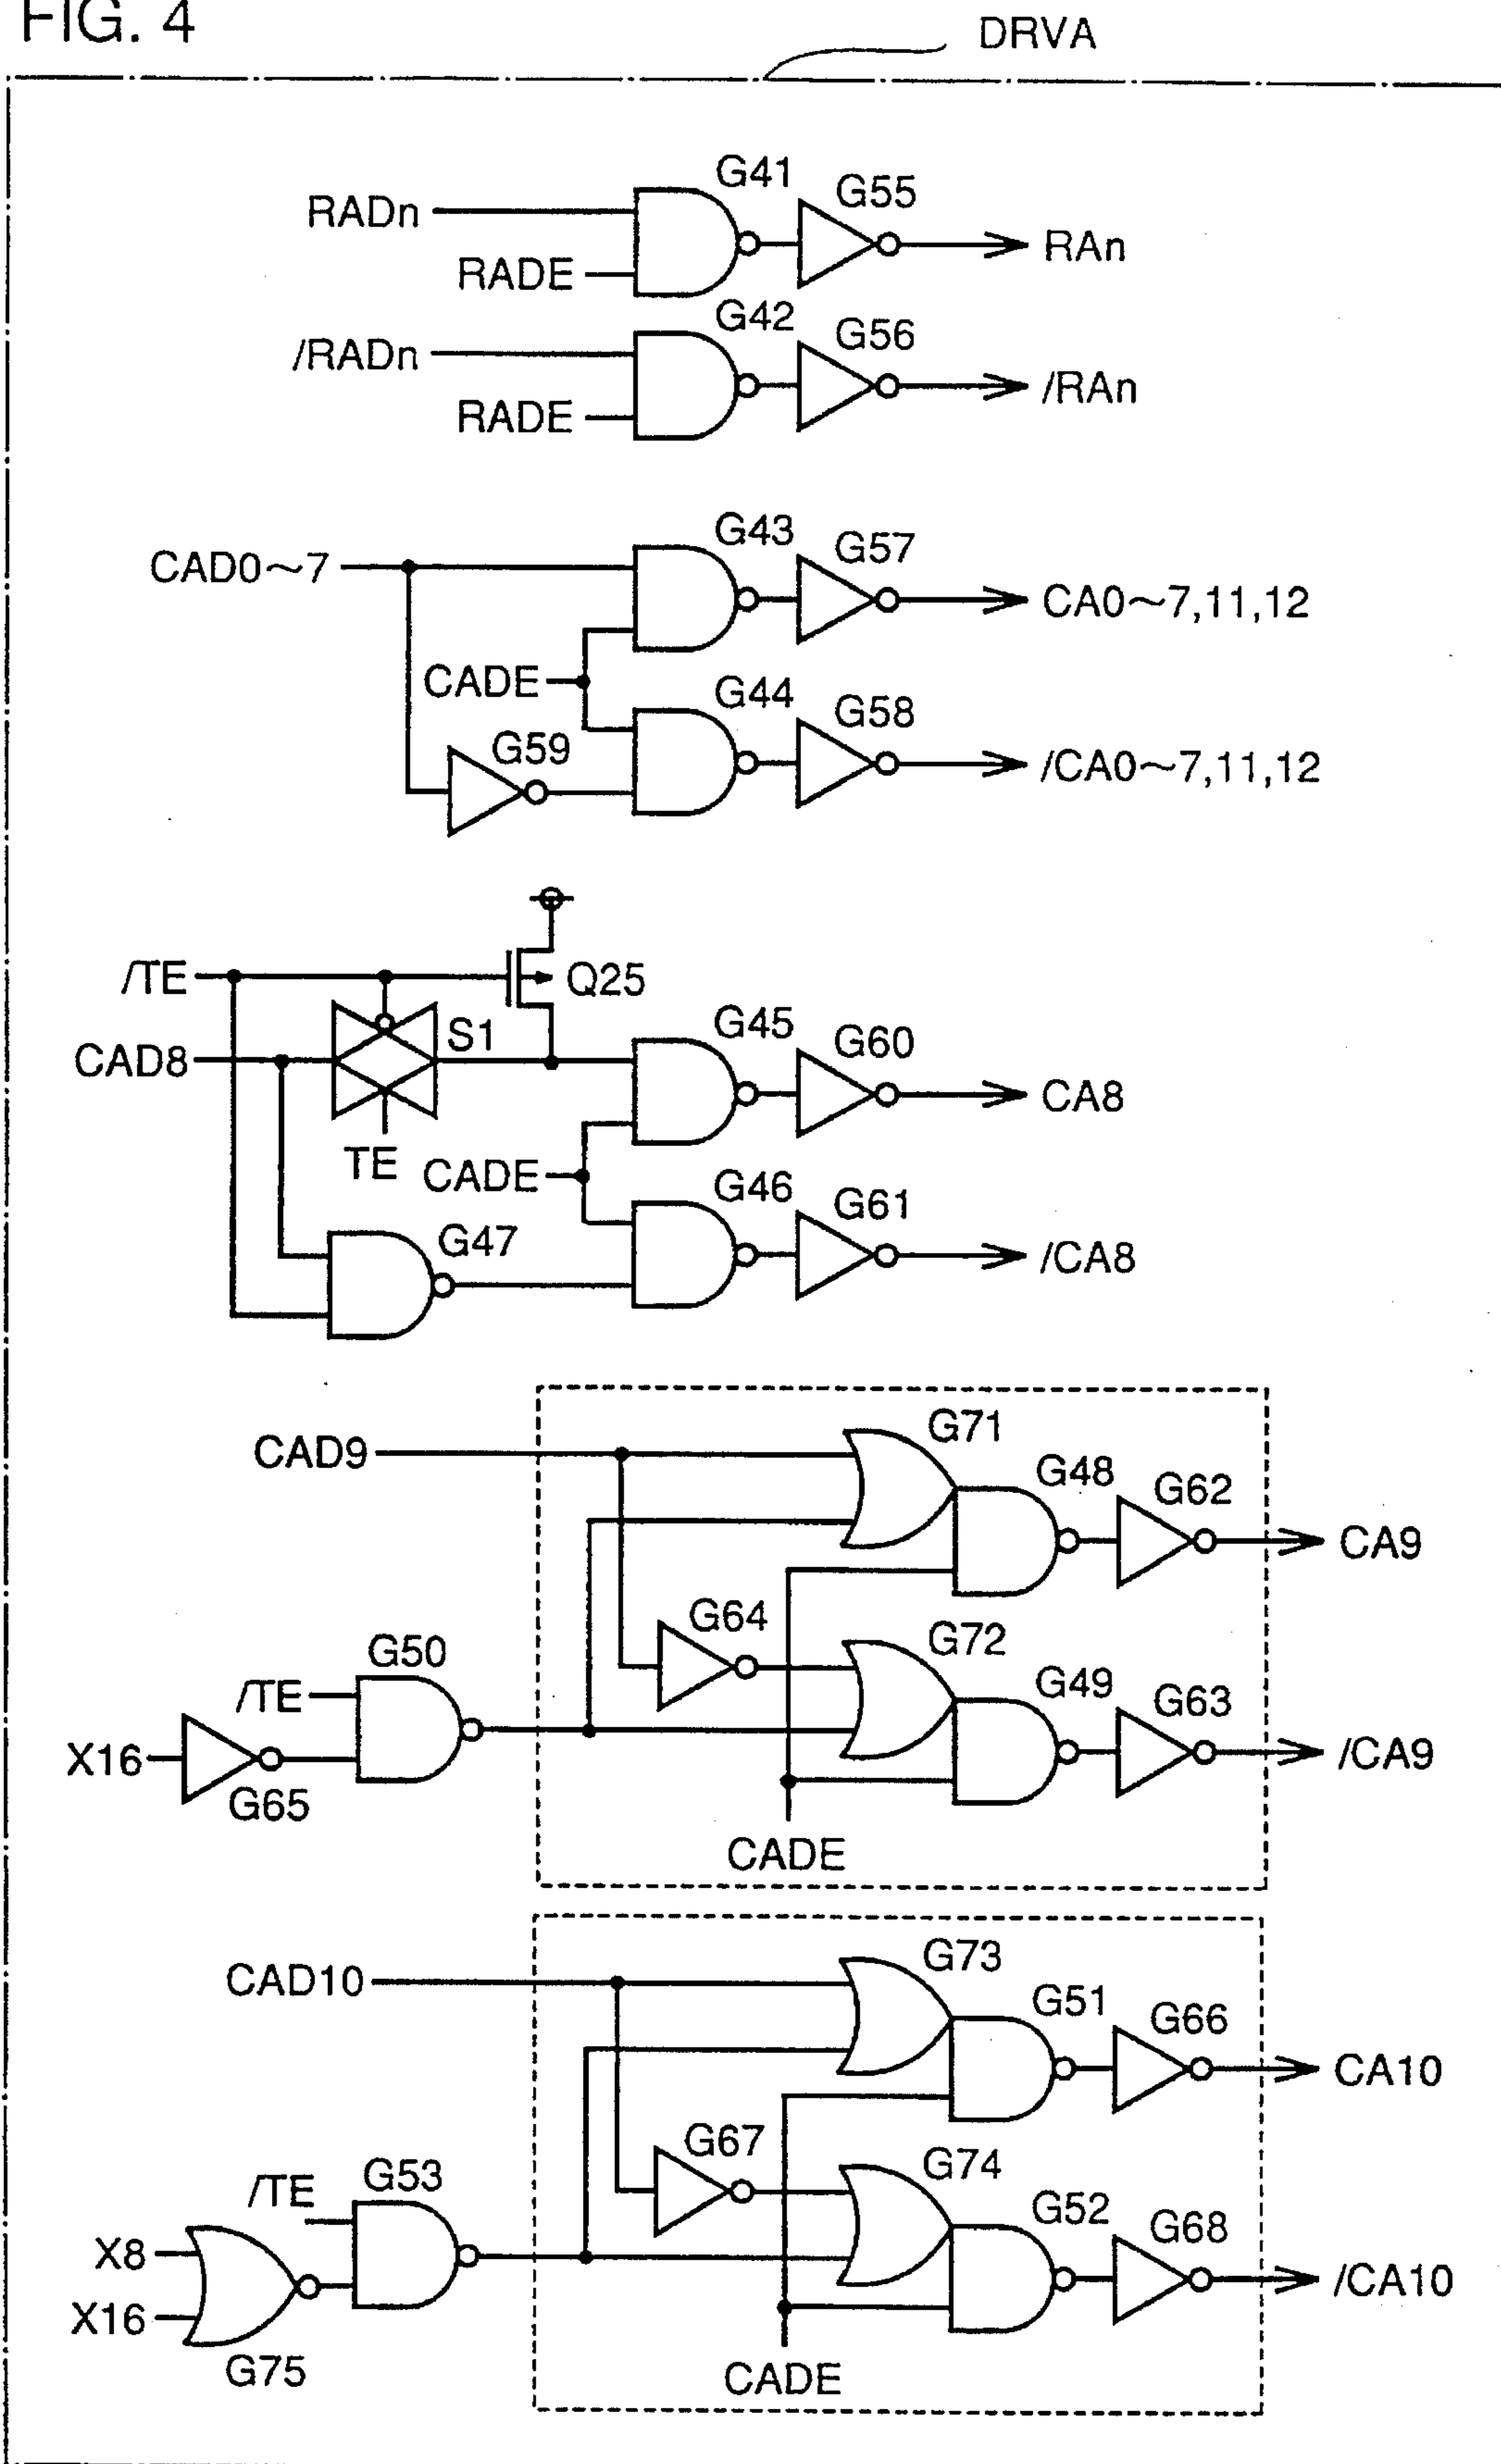 FIG. 4
DRVA
G41
G55
RADn
RAn
RADE
G42
G56
/RADn
/RAn
RADE
G43
G57
CAD0~7
CA0~7,11,12
CADE
G44
G58
G59
/CA0~7,11,12
/TE
Q25
S1
G45
G60
CAD8
CA8
TE
CADE
G46
G61
G47
/CA8
G71
CAD9
G48
G62
CA9
G64
G72
G50
/TE
G49
G63
X16
/CA9
G65
CADE
G73
CAD10
G51
G66
CA10
G67
G74
G53
/TE
G52
G68
X8
/CA10
X16
G75
CADE